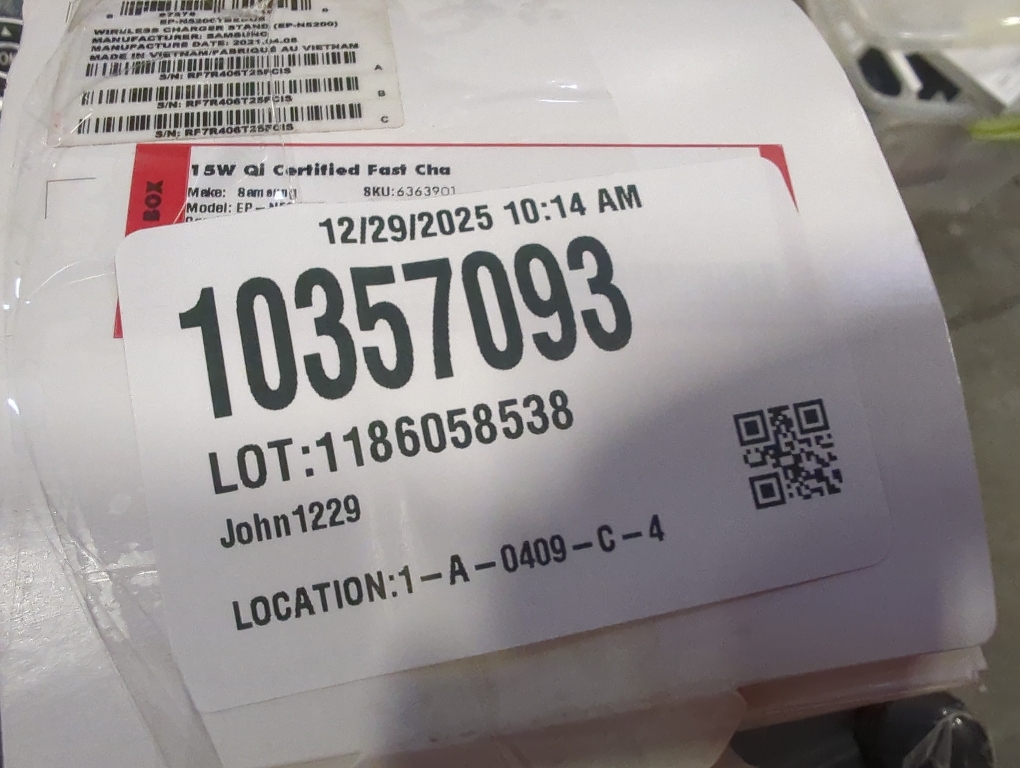 WIRELESS CHARGER STAND (EP-N5200)
MANUFACTURER: SAMSUNG
MANUFACTURE DATE: 2021.04.08
MADE IN VIETNAM/FABRIQUÉ AU VIETNAM
A
S/N: RF7R406T25FCIS
B
S/N: RF7R406T25FCIS
C
S/N: RF7R406T25FCIS
BOX
15W Qi Certified Fast Cha
Make: Samsung SKU:6363901
Model: EP-N52
12/29/2025 10:14 AM
10357093
LOT:1186058538
John1229
LOCATION:1-A-0409-C-4